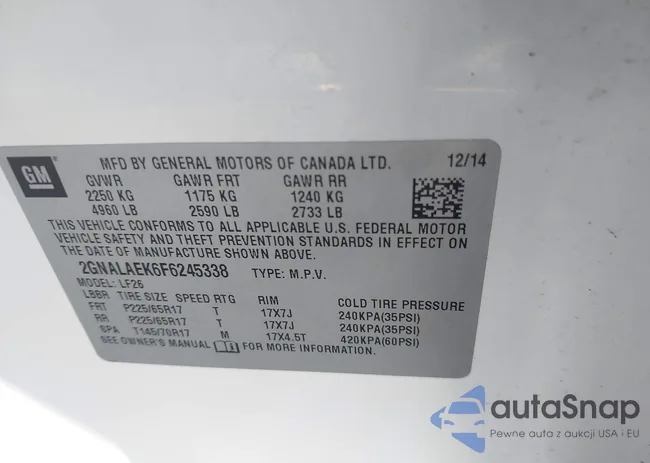 GM
MFD BY GENERAL MOTORS OF CANADA LTD. 12/14
GVWR GAWR FRT GAWR RR
2250 KG 1175 KG 1240 KG
4960 LB 2590 LB 2733 LB
THIS VEHICLE CONFORMS TO ALL APPLICABLE U.S. FEDERAL MOTOR
VEHICLE SAFETY AND THEFT PREVENTION STANDARDS IN EFFECT ON
THE DATE OF MANUFACTURE SHOWN ABOVE.
2GNALAEK6F6245338 TYPE: M.P.V.
MODEL: LF26
LBBR TIRE SIZE SPEED RTG RIM COLD TIRE PRESSURE
FRT P225/65R17 T 17X7J 240KPA(35PSI)
RR P225/65R17 T 17X7J 240KPA(35PSI)
SPA T145/70R17 M 17X4.5T 420KPA(60PSI)
SEE OWNER'S MANUAL FOR MORE INFORMATION.
autaSnap
Pewne auta z aukcji USA i EU